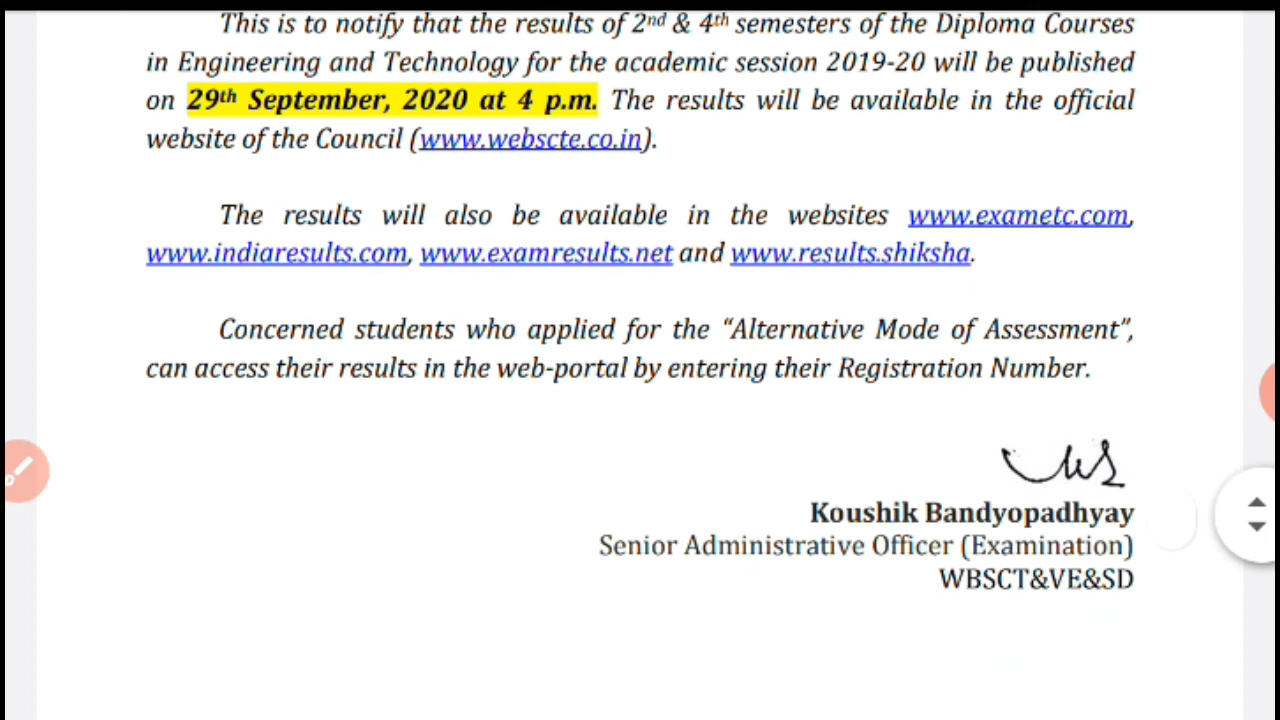 This is to notify that the results of 2nd & 4th semesters of the Diploma Courses
in Engineering and Technology for the academic session 2019-20 will be published
on 29th September, 2020 at 4 p.m. The results will be available in the official
website of the Council (www.webscte.co.in).
The results will also be available in the websites www.exametc.com,
www.indiaresults.com, www.examresults.net and www.results.shiksha.
Concerned students who applied for the “Alternative Mode of Assessment”,
can access their results in the web-portal by entering their Registration Number.
Koushik Bandyopadhyay
Senior Administrative Officer (Examination)
WBSCT&VE&SD